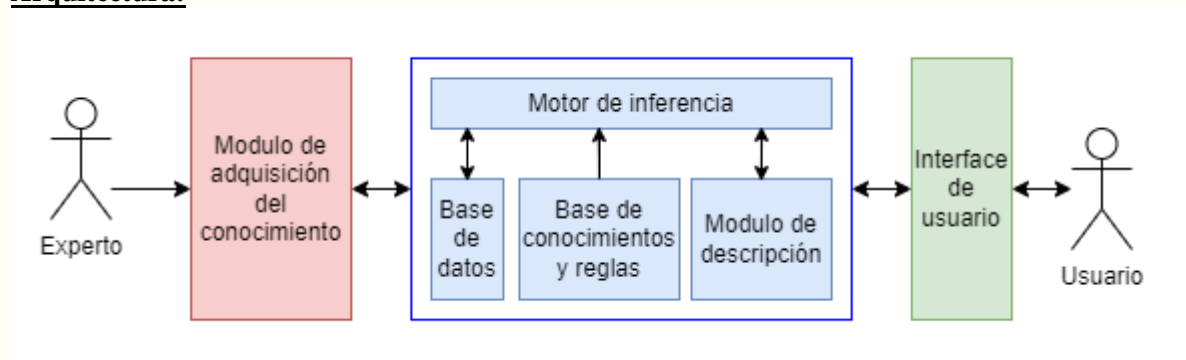 Motor de inferencia
Modulo de
adquisición
del
conocimiento
Base
de
datos
Base de
conocimientos
y reglas
Modulo de
descripción
Interface
de
usuario
Experto
Usuario